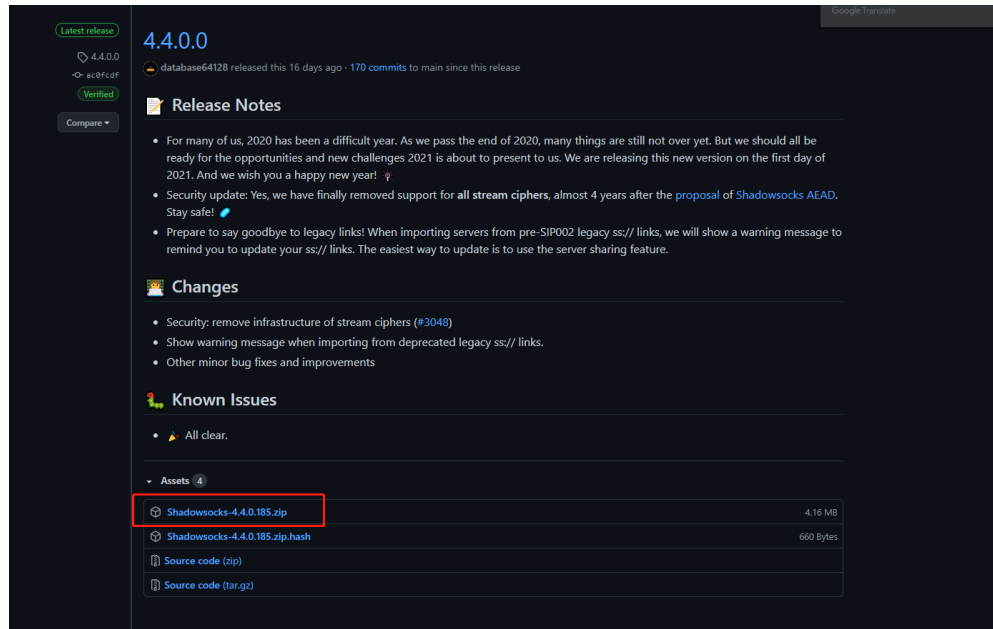 Google Translate
Latest release
4.4.0.0
ac0fcdf
Verified
Compare
4.4.0.0
database64128 released this 16 days ago · 170 commits to main since this release
Release Notes
For many of us, 2020 has been a difficult year. As we pass the end of 2020, many things are still not over yet. But we should all be
ready for the opportunities and new challenges 2021 is about to present to us. We are releasing this new version on the first day of
2021. And we wish you a happy new year!
Security update: Yes, we have finally removed support for all stream ciphers, almost 4 years after the proposal of Shadowsocks AEAD.
Stay safe!
Prepare to say goodbye to legacy links! When importing servers from pre-SIP002 legacy ss:// links, we will show a warning message to
remind you to update your ss:// links. The easiest way to update is to use the server sharing feature.
Changes
Security: remove infrastructure of stream ciphers (#3048)
Show warning message when importing from deprecated legacy ss:// links.
Other minor bug fixes and improvements
Known Issues
All clear.
Assets 4
Shadowsocks-4.4.0.185.zip 4.16 MB
Shadowsocks-4.4.0.185.zip.hash 660 Bytes
Source code (zip)
Source code (tar.gz)